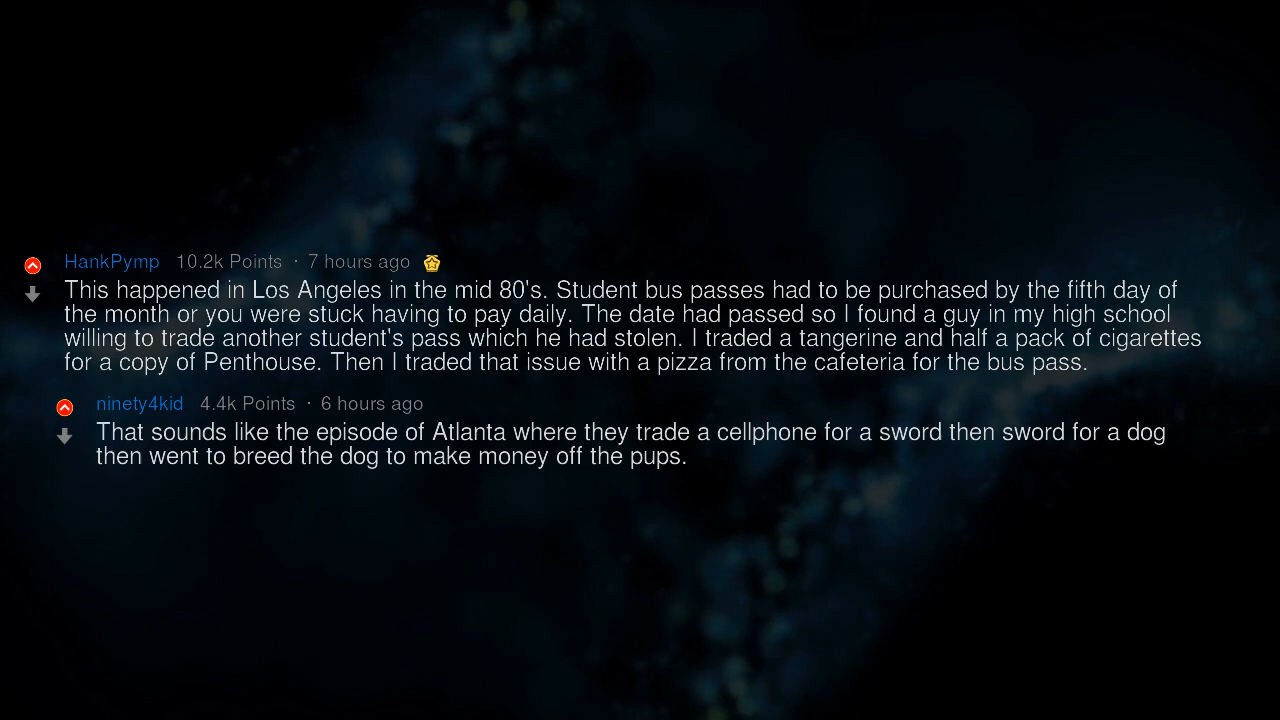 HankPymp 10.2k Points · 7 hours ago
This happened in Los Angeles in the mid 80's. Student bus passes had to be purchased by the fifth day of
the month or you were stuck having to pay daily. The date had passed so I found a guy in my high school
willing to trade another student's pass which he had stolen. I traded a tangerine and half a pack of cigarettes
for a copy of Penthouse. Then I traded that issue with a pizza from the cafeteria for the bus pass.
ninety4kid 4.4k Points · 6 hours ago
That sounds like the episode of Atlanta where they trade a cellphone for a sword then sword for a dog
then went to breed the dog to make money off the pups.